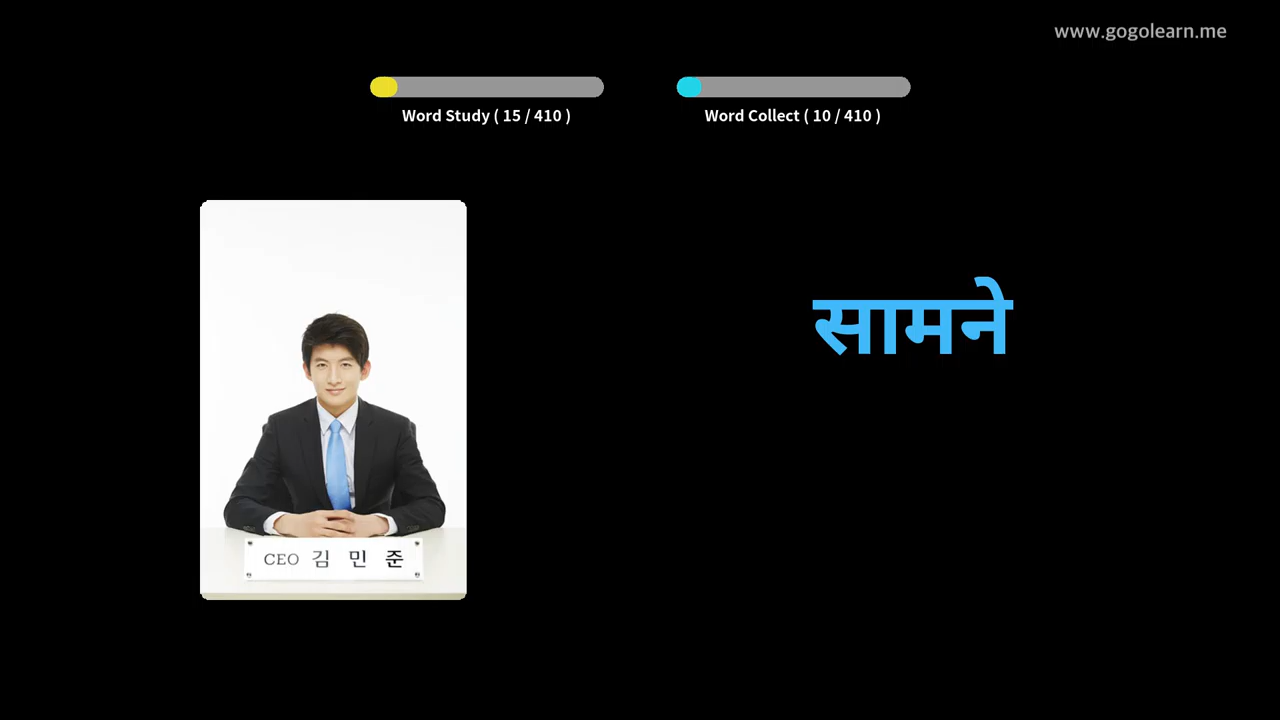 www.gogolearn.me
Word Study ( 15 / 410 )
Word Collect ( 10 / 410 )
सामने
CEO 김 민 준